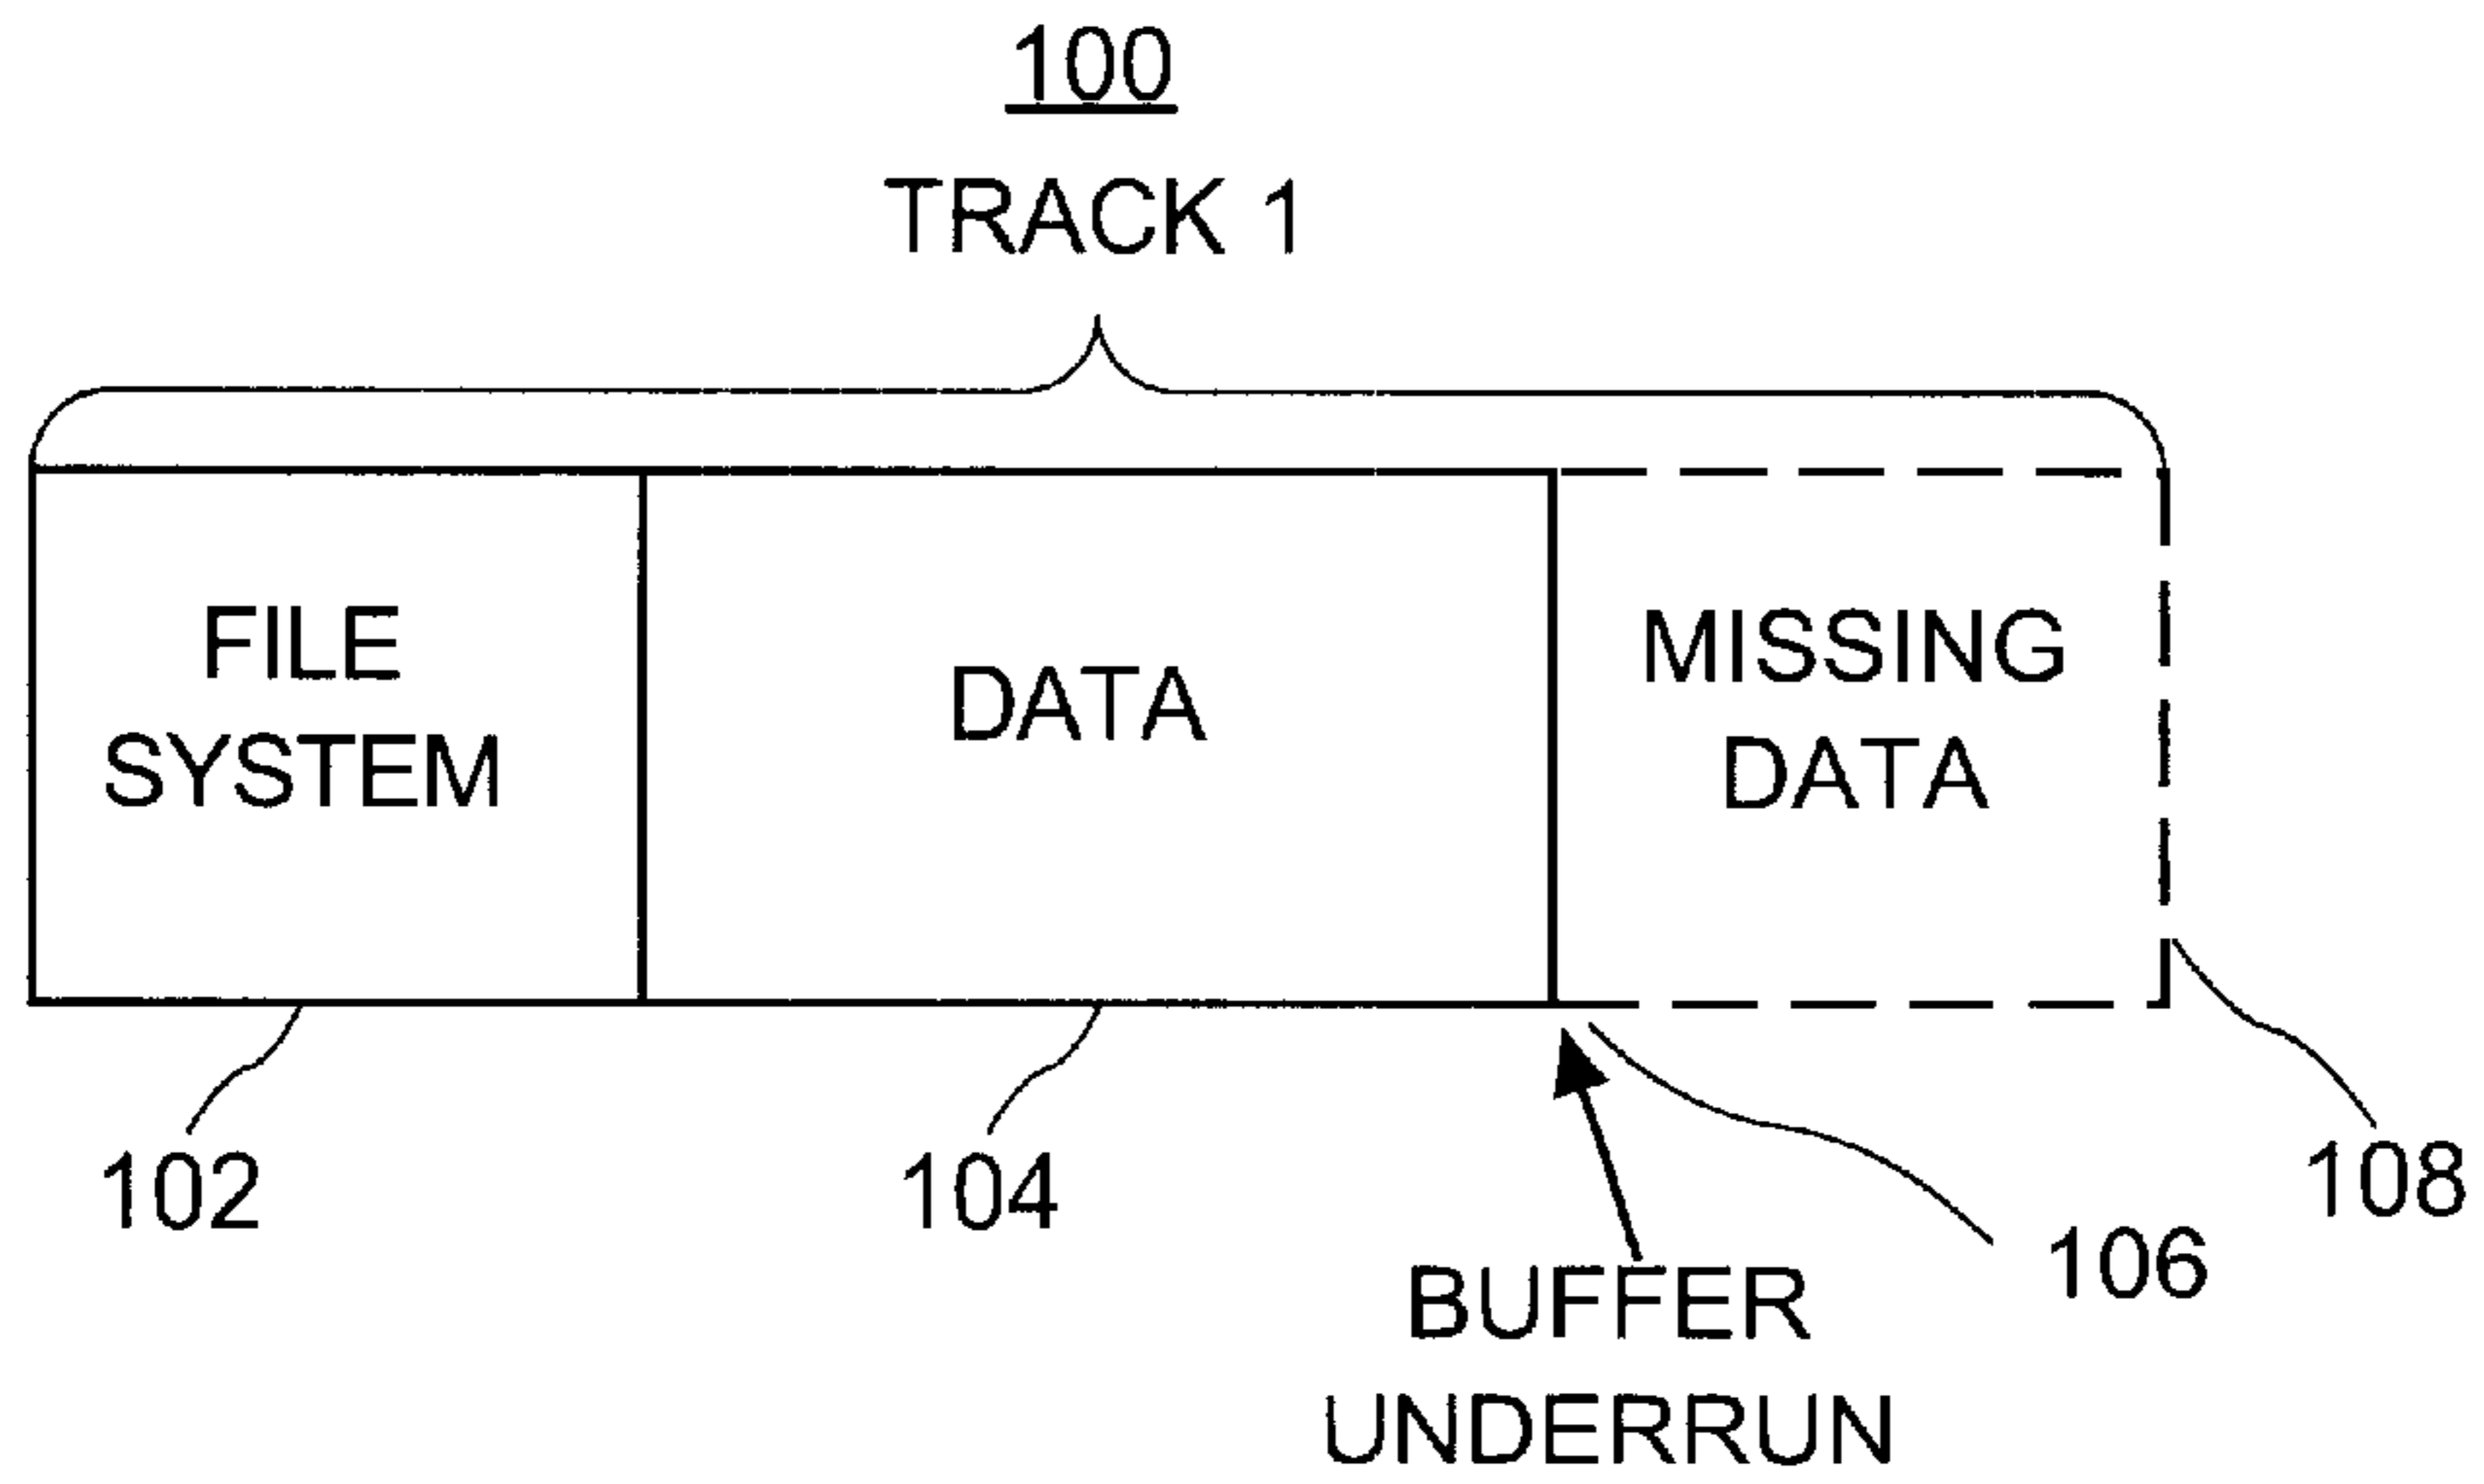 100
TRACK 1
FILE
SYSTEM
DATA
MISSING
DATA
102
104
108
106
BUFFER
UNDERRUN